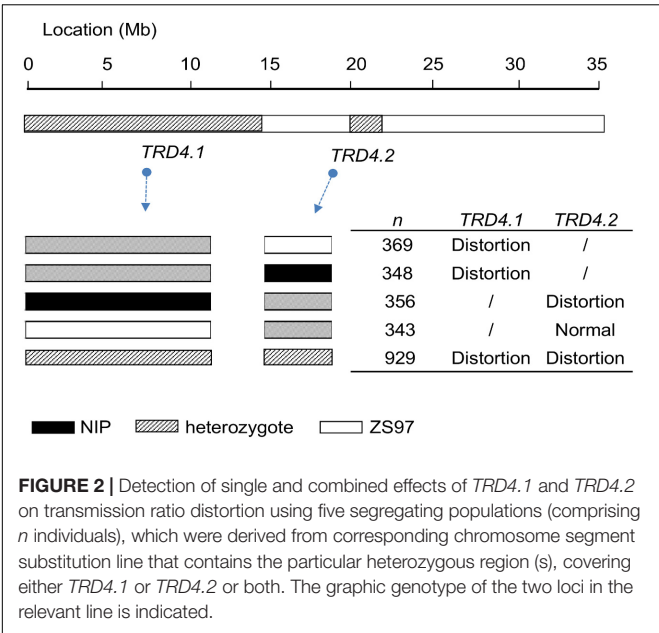 Location (Mb)
0 5 10 15 20 25 30 35
TRD4.1 TRD4.2
n TRD4.1 TRD4.2
369 Distortion /
348 Distortion /
356 / Distortion
343 / Normal
929 Distortion Distortion
NIP heterozygote ZS97
FIGURE 2 | Detection of single and combined effects of TRD4.1 and TRD4.2
on transmission ratio distortion using five segregating populations (comprising
n individuals), which were derived from corresponding chromosome segment
substitution line that contains the particular heterozygous region (s), covering
either TRD4.1 or TRD4.2 or both. The graphic genotype of the two loci in the
relevant line is indicated.